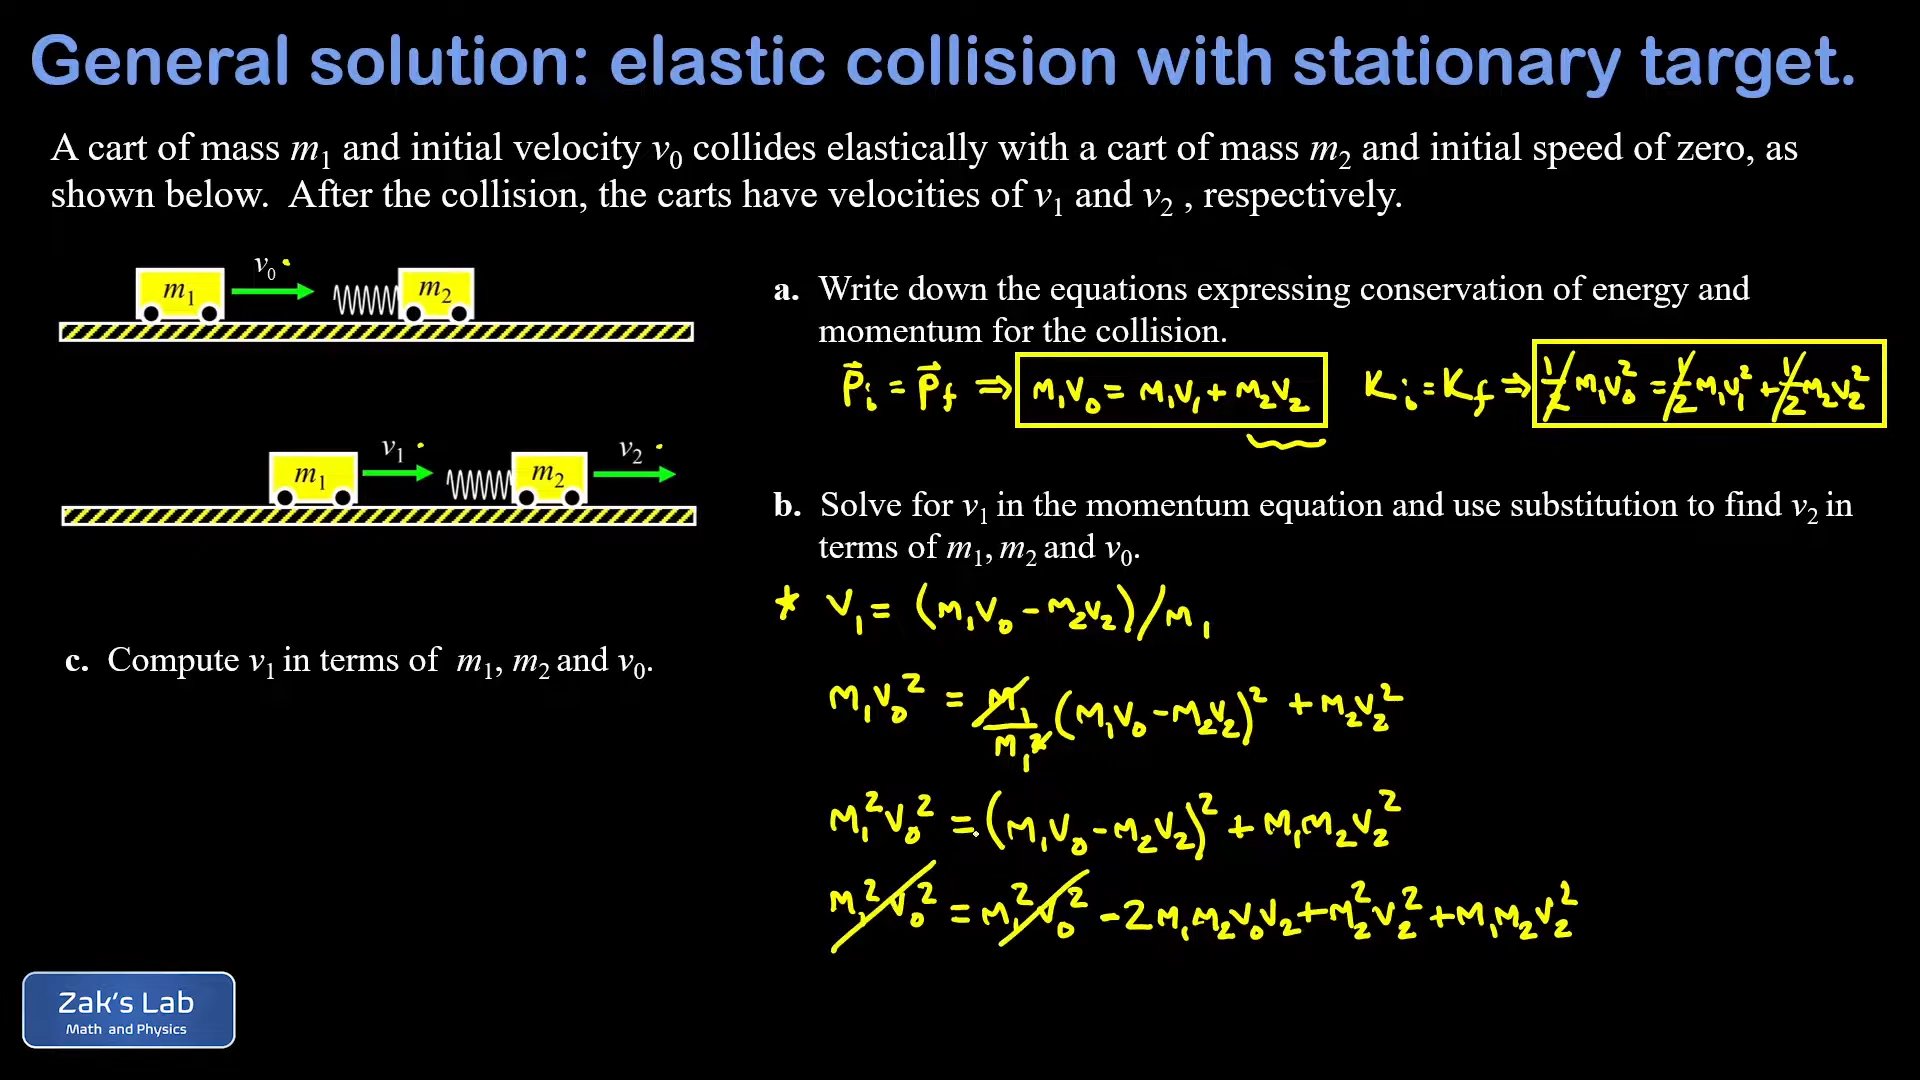 General solution: elastic collision with stationary target.
A cart of mass m₁ and initial velocity v₀ collides elastically with a cart of mass m₂ and initial speed of zero, as
shown below. After the collision, the carts have velocities of v₁ and v₂ , respectively.
m₁ v₀ m₂
m₁ v₁ m₂ v₂
a. Write down the equations expressing conservation of energy and
momentum for the collision.
P⃗ᵢ = P⃗f ⇒ m₁v₀ = m₁v₁ + m₂v₂ Kᵢ = Kf ⇒ 1/2 m₁v₀² = 1/2 m₁v₁² + 1/2 m₂v₂²
b. Solve for v₁ in the momentum equation and use substitution to find v₂ in
terms of m₁, m₂ and v₀.
* v₁ = (m₁v₀ - m₂v₂)/m₁
m₁v₀² = m₁/m₁² (m₁v₀ - m₂v₂)² + m₂v₂²
m₁²v₀² = (m₁v₀ - m₂v₂)² + m₁m₂v₂²
m₁²v₀² = m₁²v₀² - 2m₁m₂v₀v₂ + m₂²v₂² + m₁m₂v₂²
c. Compute v₁ in terms of m₁, m₂ and v₀.
Zak's Lab
Math and Physics